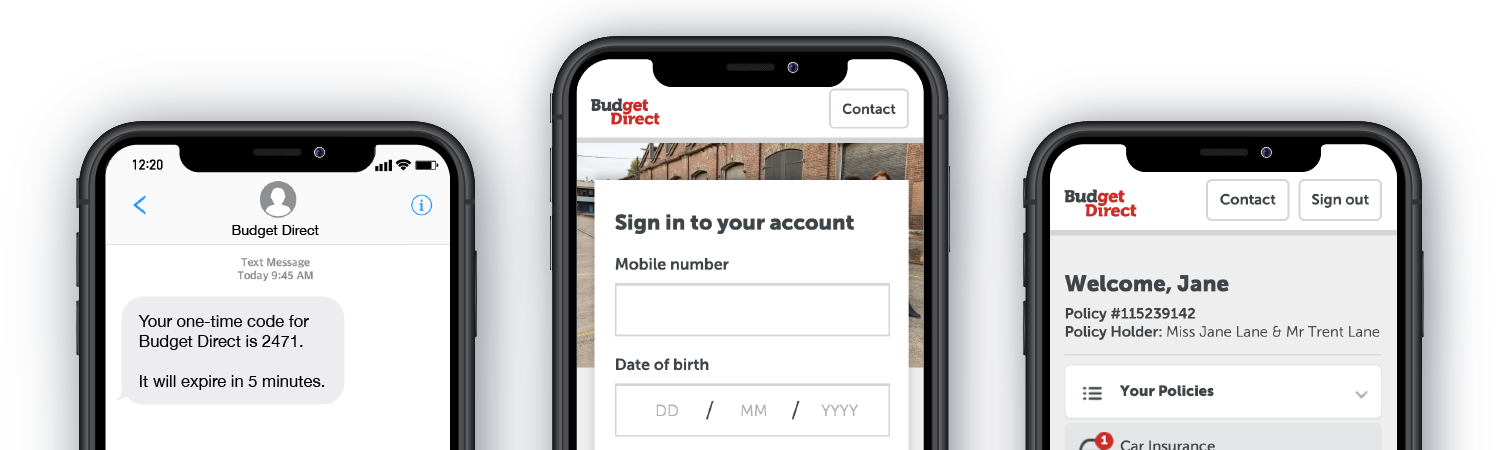 12:20
Budget Direct
Text Message
Today 9:45 AM
Your one-time code for
Budget Direct is 2471.
It will expire in 5 minutes.
Budget
Direct
Contact
Sign in to your account
Mobile number
Date of birth
DD / MM / YYYY
Budget
Direct
Contact
Sign out
Welcome, Jane
Policy #115239142
Policy Holder: Miss Jane Lane & Mr Trent Lane
Your Policies
1
Car Insurance